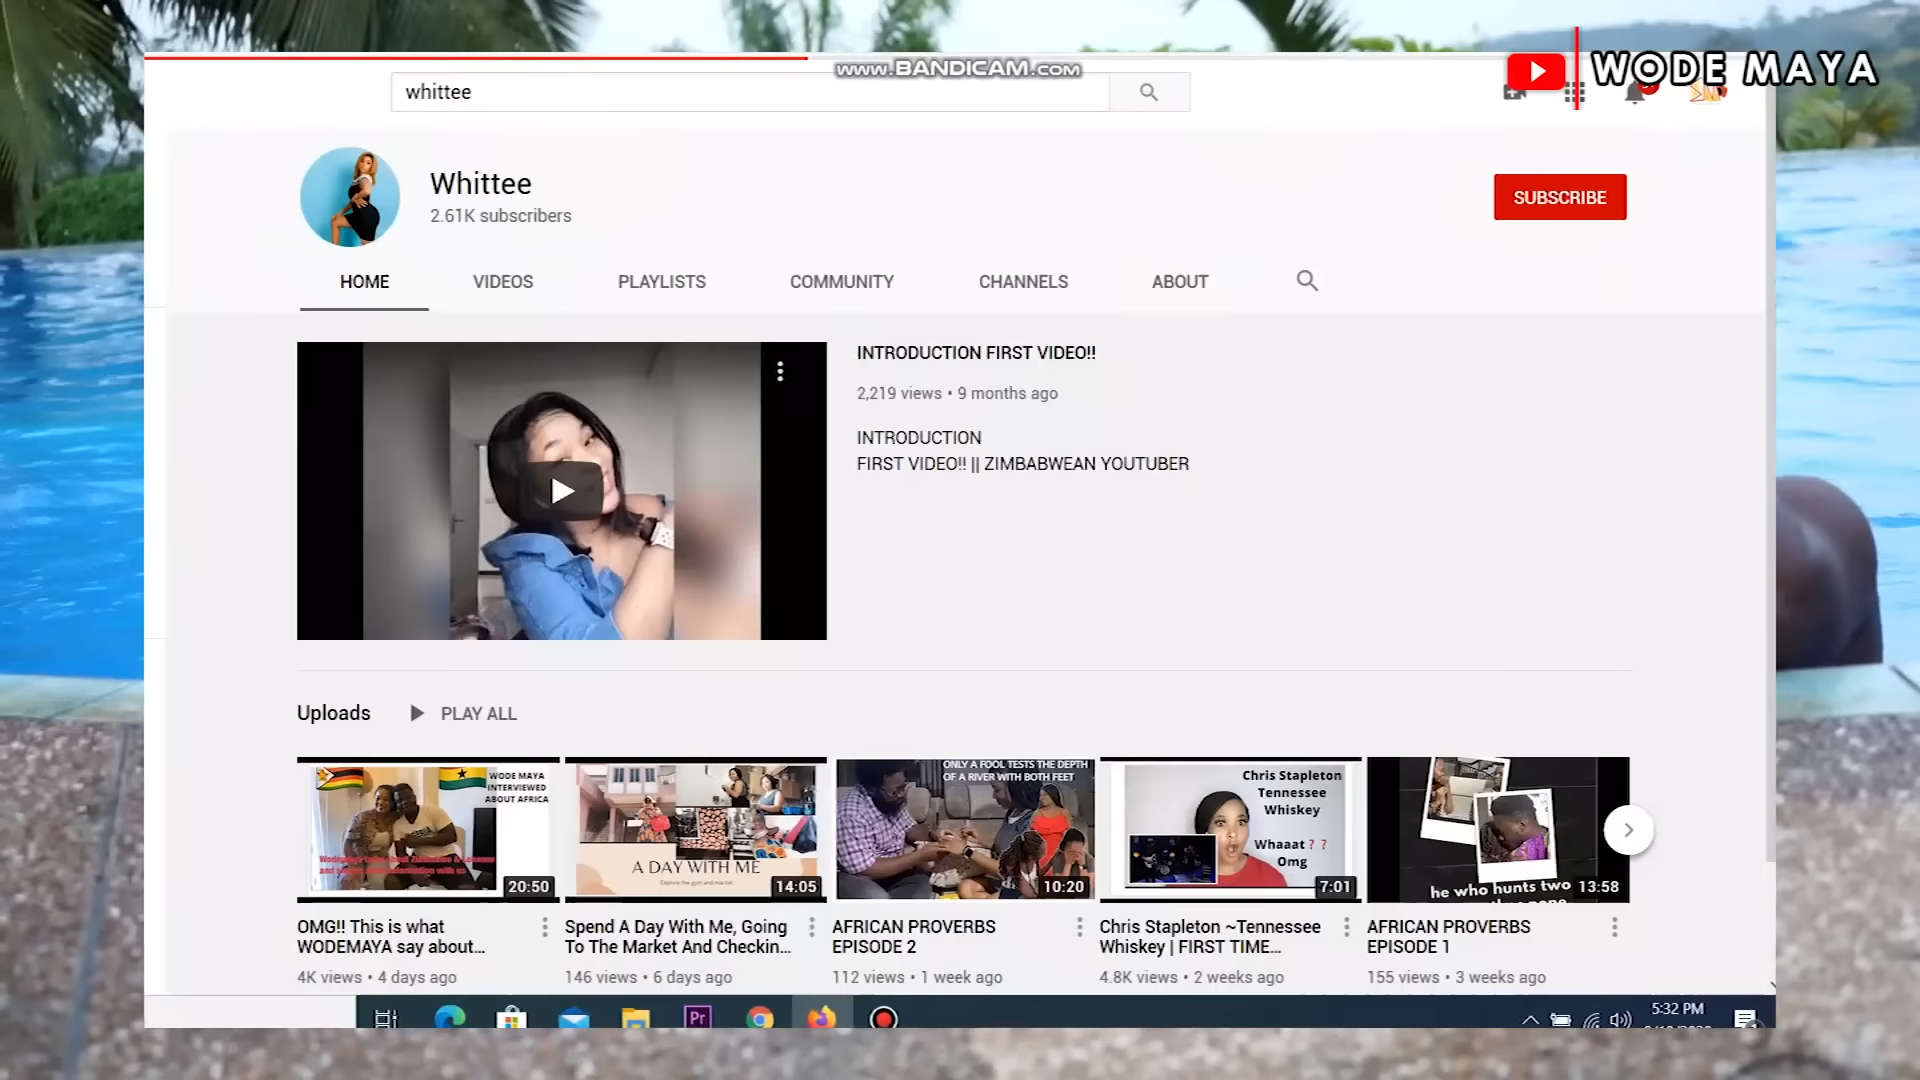 www.BANDICAM.com
WODE MAYA
whittee
Whittee
2.61K subscribers
SUBSCRIBE
HOME
VIDEOS
PLAYLISTS
COMMUNITY
CHANNELS
ABOUT
INTRODUCTION FIRST VIDEO!!
2,219 views • 9 months ago
INTRODUCTION
FIRST VIDEO!! || ZIMBABWEAN YOUTUBER
Uploads
PLAY ALL
WODE MAYA
INTERVIEWED
ABOUT AFRICA
20:50
A DAY WITH ME
Explore the gym and market
14:05
ONLY A FOOL TESTS THE DEPTH
OF A RIVER WITH BOTH FEET
10:20
Chris Stapleton
Tennessee
Whiskey
Whaaat ? ?
Omg
7:01
he who hunts two
13:58
OMG!! This is what
WODEMAYA say about...
4K views • 4 days ago
Spend A Day With Me, Going
To The Market And Checkin...
146 views • 6 days ago
AFRICAN PROVERBS
EPISODE 2
112 views • 1 week ago
Chris Stapleton ~Tennessee
Whiskey | FIRST TIME...
4.8K views • 2 weeks ago
AFRICAN PROVERBS
EPISODE 1
155 views • 3 weeks ago
Pr
5:32 PM